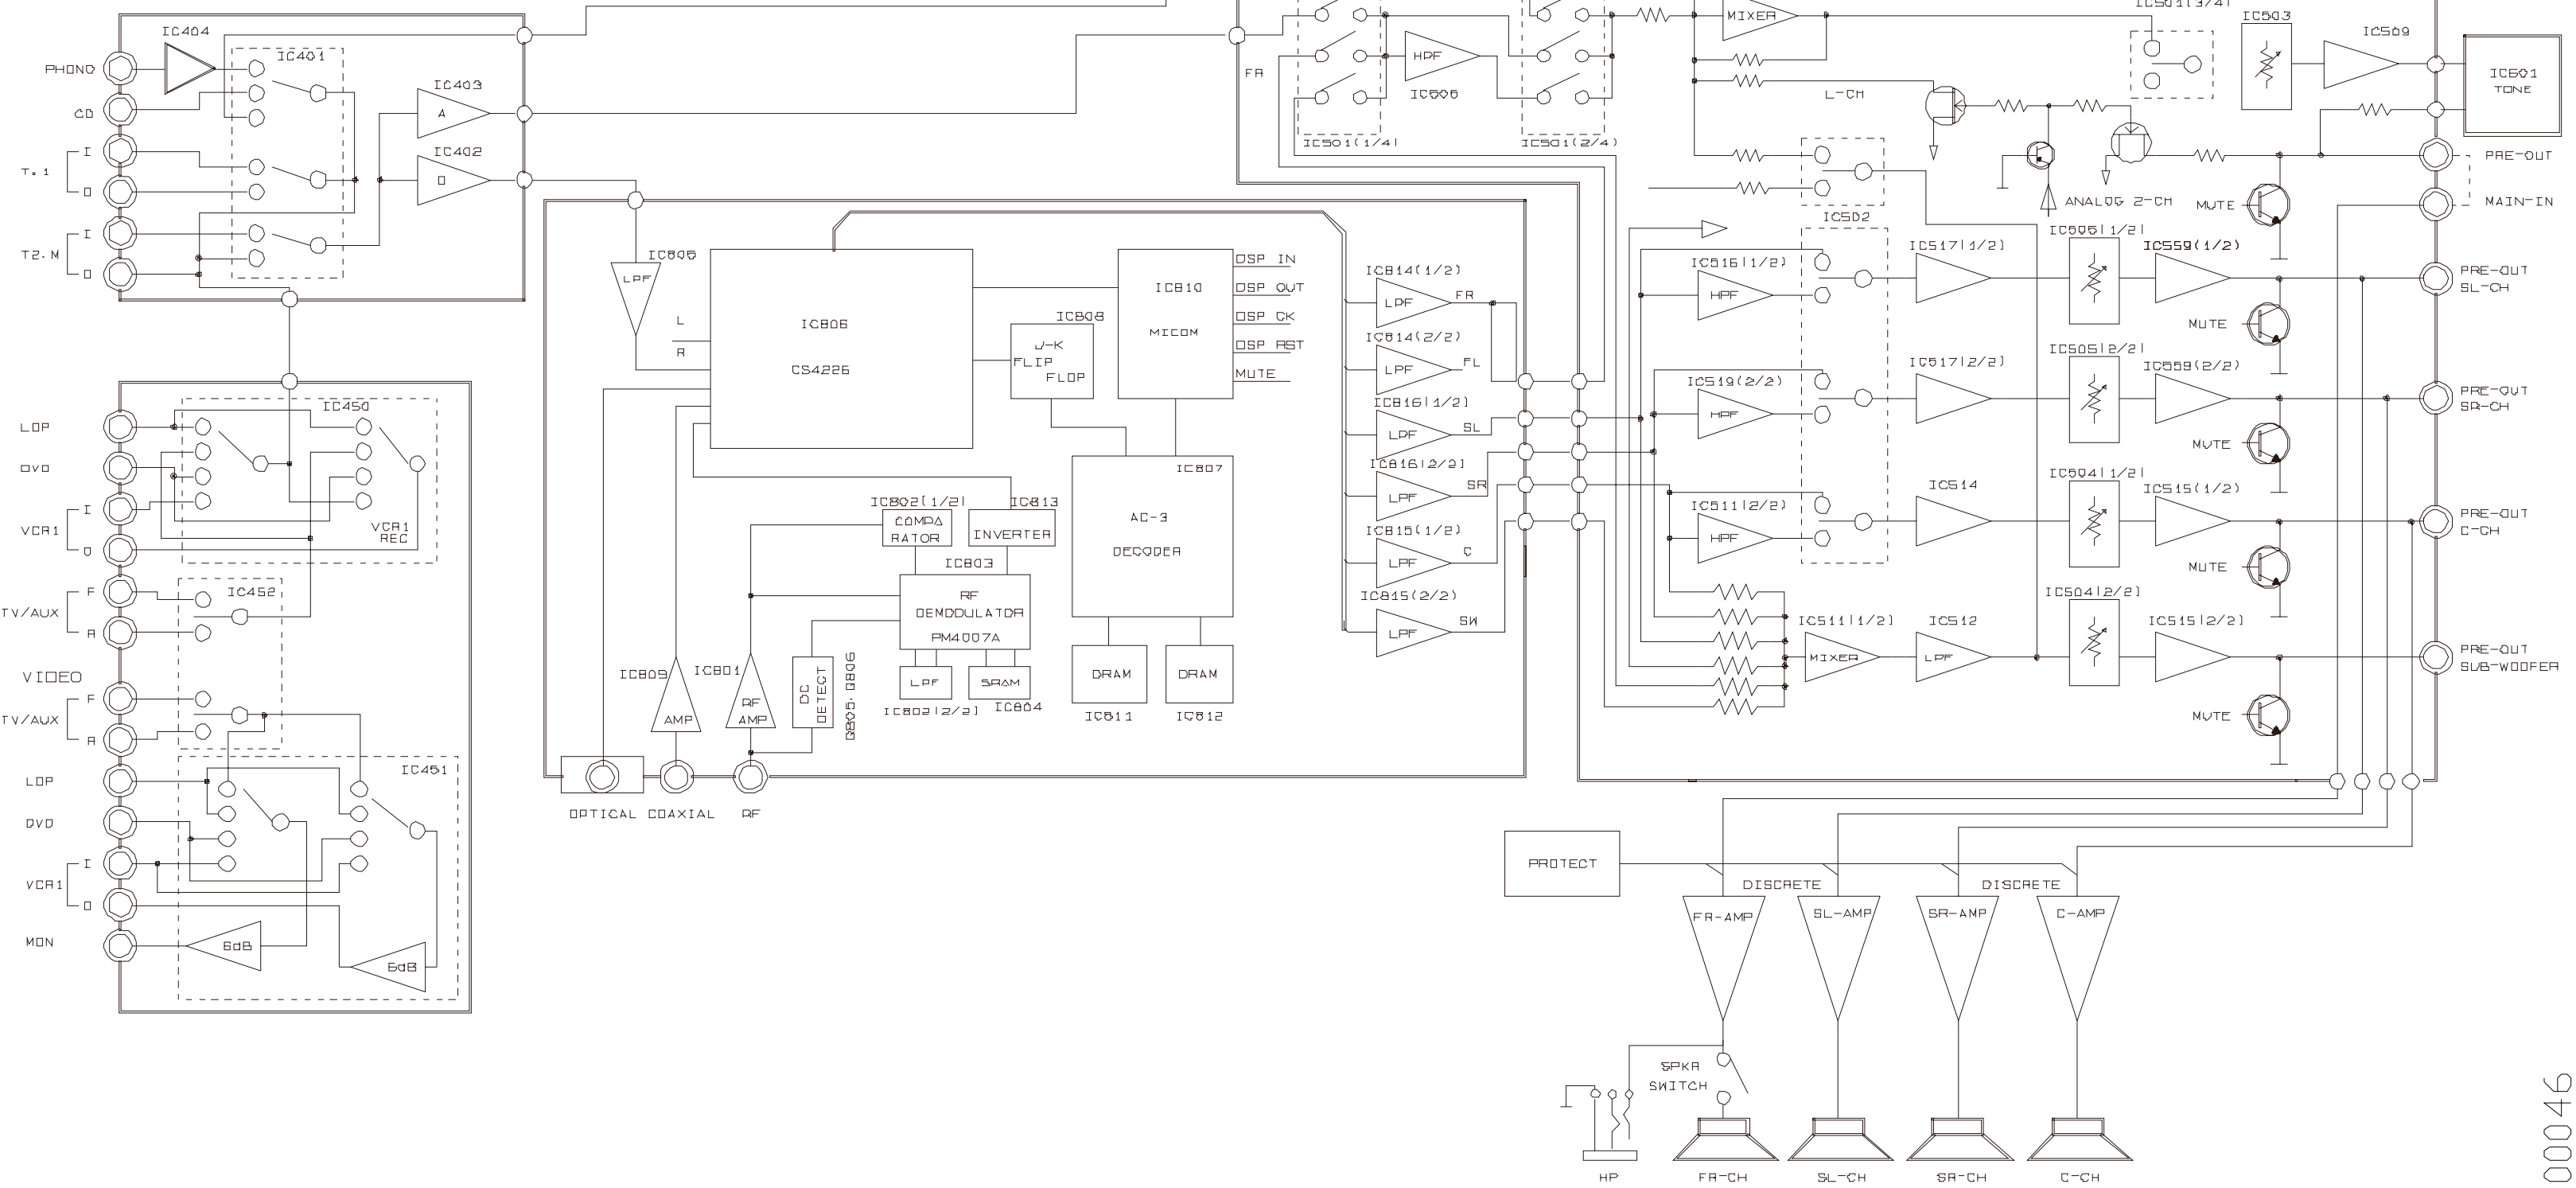 IC404
PHONO
IC401
CD
IC403
A
IC402
I
T. 1
O
I
T2. M
O
FR
HPF
IC501(1/4)
IC501(2/4)
MIXER
L-CH
IC503
IC509
IC601
TONE
PRE-OUT
MAIN-IN
ANALOG 2-CH
MUTE
IC502
LPF
L
R
IC806
CS4226
IC810
MICOM
DSP IN
DSP OUT
DSP CK
DSP RST
MUTE
IC808
J-K
FLIP
FLOP
IC807
AC-3
DECODER
DRAM
DRAM
IC811
IC812
IC802(1/2)
COMPA
RATOR
IC813
INVERTER
IC803
RF
DEMODULATOR
PM4007A
LPF
SRAM
IC802(2/2)
IC804
IC809
AMP
IC801
RF
AMP
DC
DETECT
OPTICAL
COAXIAL
RF
IC814(1/2)
LPF
FR
IC814(2/2)
LPF
FL
IC816(1/2)
LPF
SL
IC816(2/2)
LPF
SR
IC815(1/2)
LPF
C
IC815(2/2)
LPF
SW
IC516(1/2)
HPF
IC517(1/2)
IC559(1/2)
PRE-OUT
SL-CH
MUTE
IC519(2/2)
HPF
IC517(2/2)
IC505(2/2)
IC559(2/2)
PRE-OUT
SR-CH
MUTE
IC511(2/2)
HPF
IC514
IC504(1/2)
IC515(1/2)
PRE-OUT
C-CH
MUTE
IC511(1/2)
MIXER
IC512
LPF
IC504(2/2)
IC515(2/2)
PRE-OUT
SUB-WOOFER
MUTE
LDP
IC450
DVD
I
VCR1
O
VCR1
REC
IC452
F
TV/AUX
R
VIDEO
F
TV/AUX
R
LDP
IC451
DVD
I
VCR1
O
MON
6dB
6dB
PROTECT
DISCRETE
DISCRETE
FR-AMP
SL-AMP
SR-AMP
C-AMP
SPKR
SWITCH
HP
FR-CH
SL-CH
SR-CH
C-CH
000046